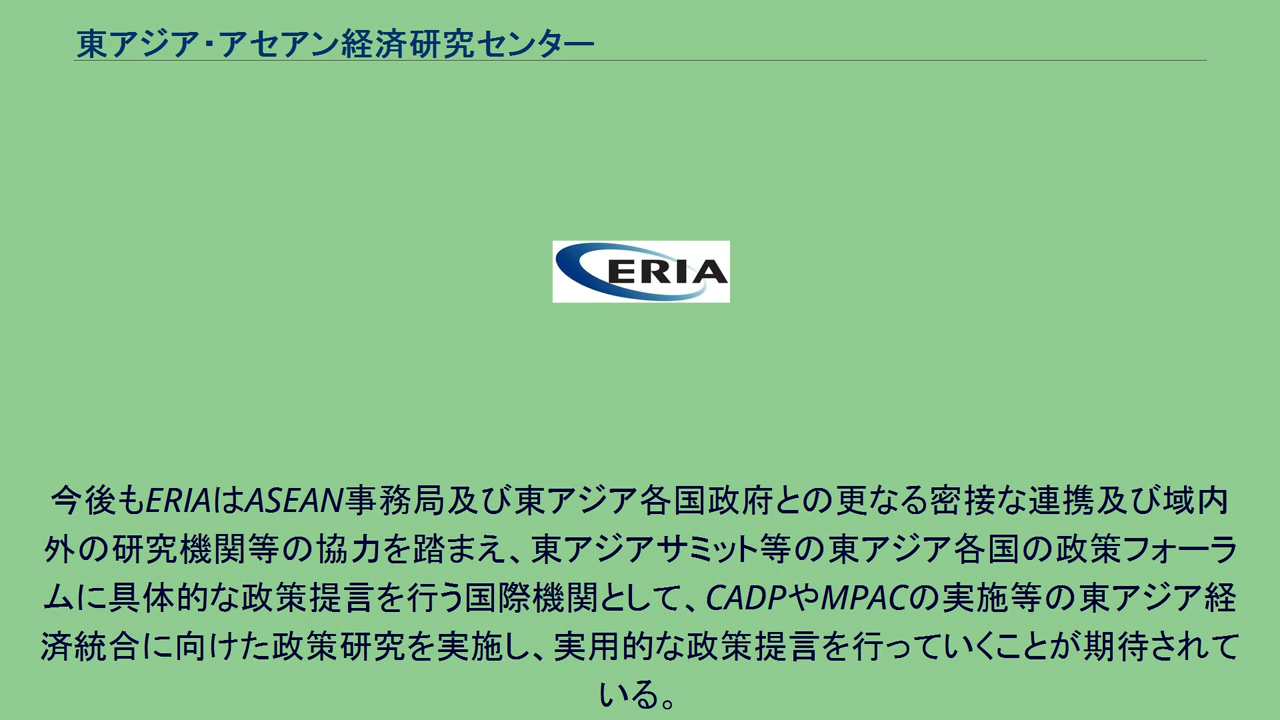 東アジア・アセアン経済研究センター
ERIA
今後もERIAはASEAN事務局及び東アジア各国政府との更なる密接な連携及び域内
外の研究機関等の協力を踏まえ、東アジアサミット等の東アジア各国の政策フォーラ
ムに具体的な政策提言を行う国際機関として、CADPやMPACの実施等の東アジア経
済統合に向けた政策研究を実施し、実用的な政策提言を行っていくことが期待されて
いる。